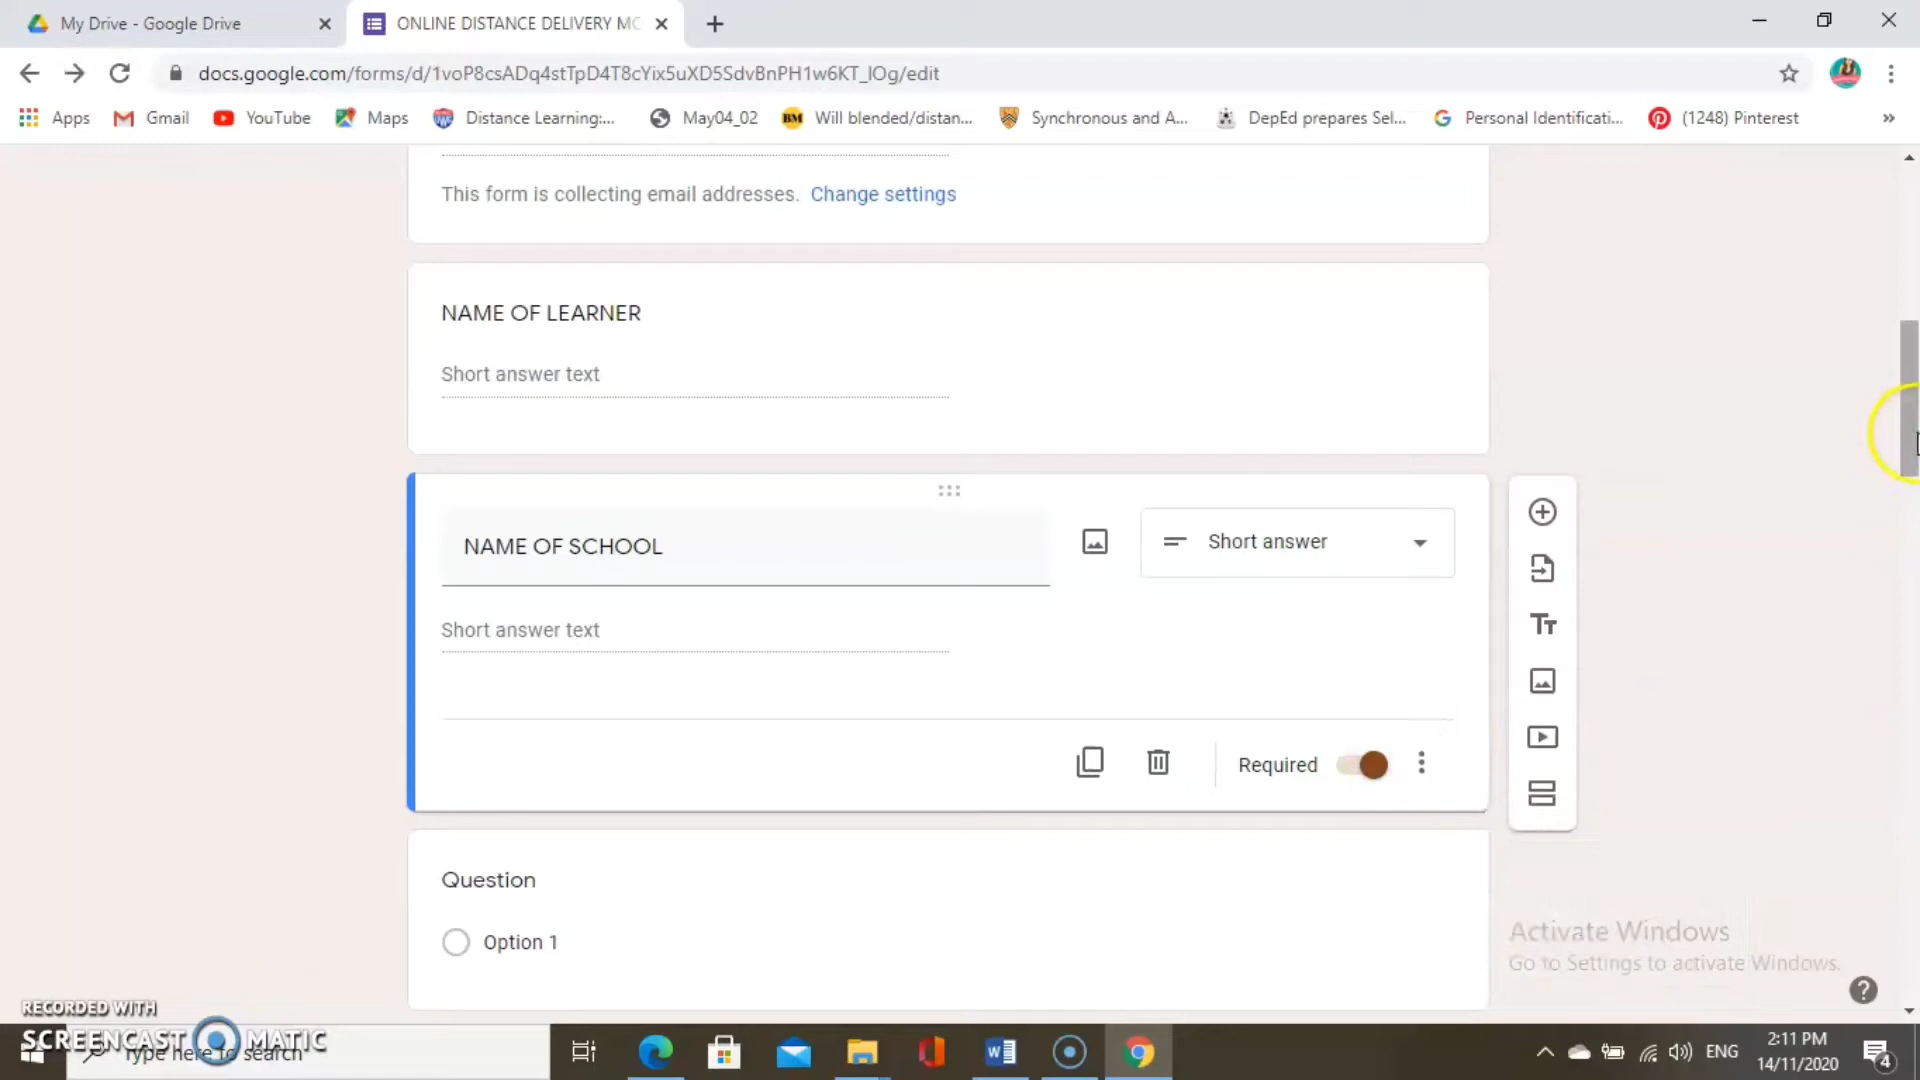 My Drive - Google Drive
ONLINE DISTANCE DELIVERY MO
docs.google.com/forms/d/1voP8csADq4stTpD4T8cYix5uXD5SdvBnPH1w6KT_lOg/edit
Apps Gmail YouTube Maps Distance Learning:... May04_02 BM Will blended/distan... Synchronous and A... DepEd prepares Sel... Personal Identificati... (1248) Pinterest »
This form is collecting email addresses. Change settings
NAME OF LEARNER
Short answer text
NAME OF SCHOOL
Short answer
Short answer text
Required
Question
Option 1
Activate Windows
Go to Settings to activate Windows.
RECORDED WITH
SCREENCAST MATIC
Type here to search
ENG
2:11 PM
14/11/2020
4